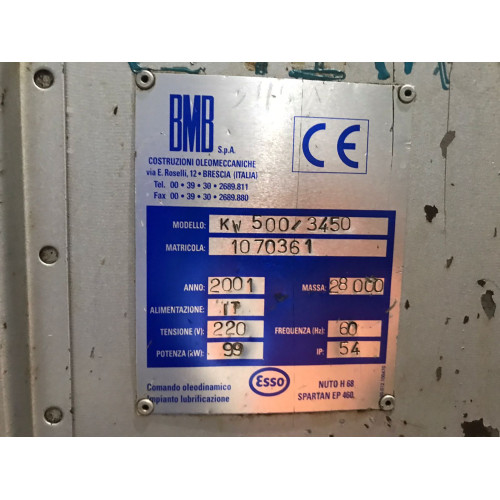 BMB S.p.A.
CE
COSTRUZIONI OLEOMECCANICHE
via E. Roselli, 12 • BRESCIA (ITALIA)
Tel. 00 • 39 • 30 • 2689.811
Fax 00 • 39 • 30 • 2689.880
MODELLO: KW 500/3450
MATRICOLA: 1070361
ANNO: 2001 MASSA: 28000
ALIMENTAZIONE: IT
TENSIONE (V): 220 FREQUENZA (Hz): 60
POTENZA (kW): 99 IP: 54
Comando oleodinamico Esso NUTO H 68
Impianto lubrificazione SPARTAN EP 460,